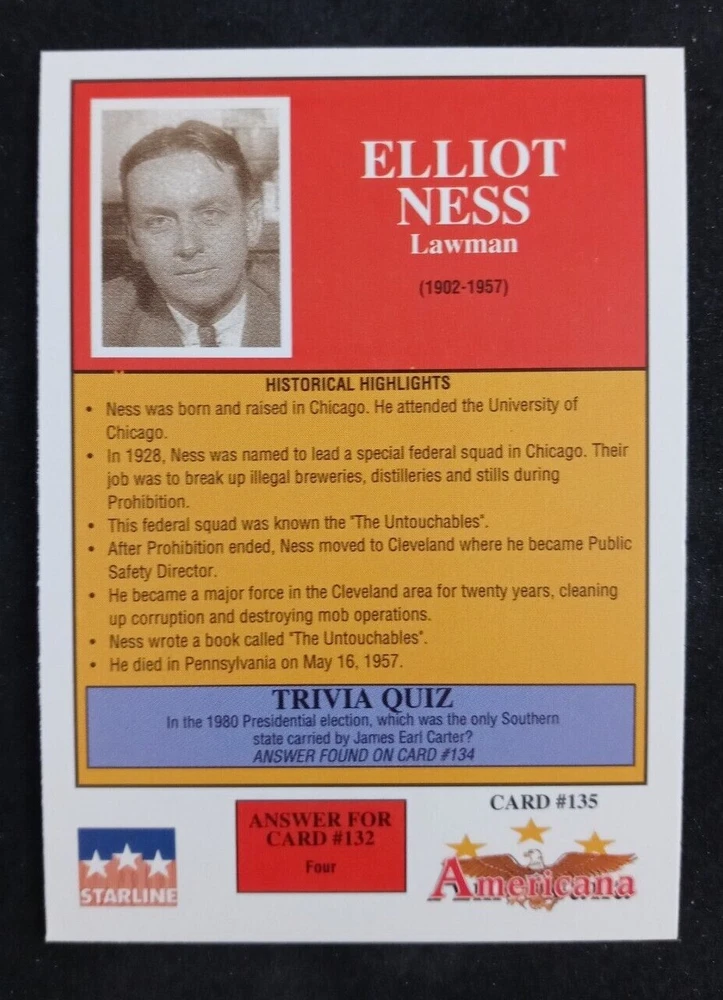 ELLIOT
NESS
Lawman
(1902-1957)
HISTORICAL HIGHLIGHTS
• Ness was born and raised in Chicago. He attended the University of
Chicago.
• In 1928, Ness was named to lead a special federal squad in Chicago. Their
job was to break up illegal breweries, distilleries and stills during
Prohibition.
• This federal squad was known the "The Untouchables".
• After Prohibition ended, Ness moved to Cleveland where he became Public
Safety Director.
• He became a major force in the Cleveland area for twenty years, cleaning
up corruption and destroying mob operations.
• Ness wrote a book called "The Untouchables".
• He died in Pennsylvania on May 16, 1957.
TRIVIA QUIZ
In the 1980 Presidential election, which was the only Southern
state carried by James Earl Carter?
ANSWER FOUND ON CARD #134
CARD #135
ANSWER FOR
CARD #132
Four
STARLINE
Americana